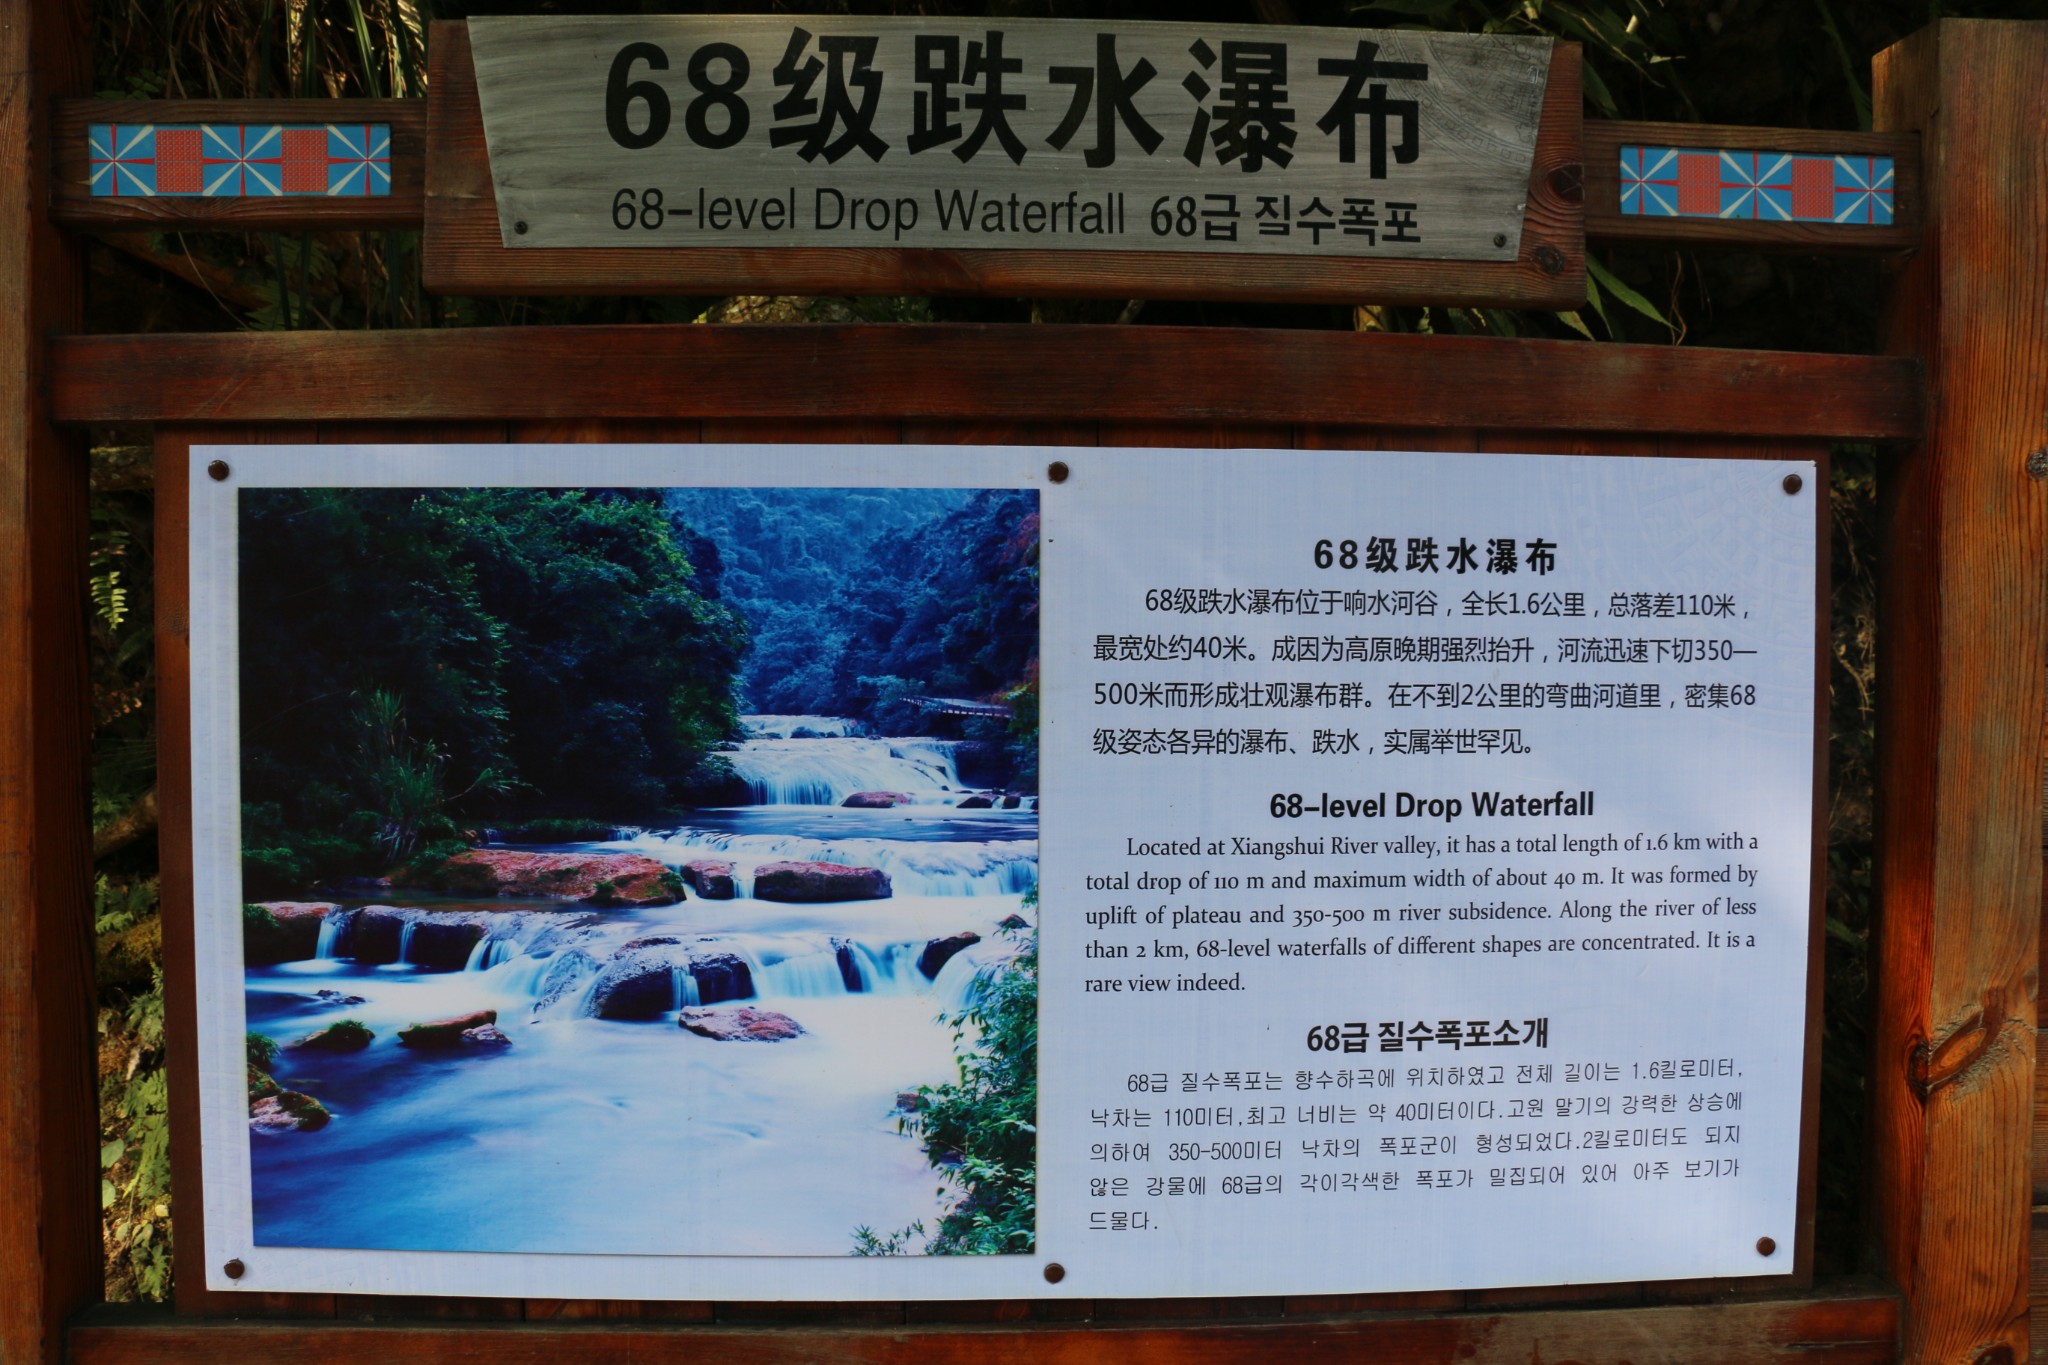 68级跌水瀑布
68-level Drop Waterfall 68급 질수폭포
68级跌水瀑布
68级跌水瀑布位于响水河谷，全长1.6公里，总落差110米，
最宽处约40米。成因为高原晚期强烈抬升，河流迅速下切350—
500米而形成壮观瀑布群。在不到2公里的弯曲河道里，密集68
级姿态各异的瀑布、跌水，实属举世罕见。
68-level Drop Waterfall
Located at Xiangshui River valley, it has a total length of 1.6 km with a
total drop of 110 m and maximum width of about 40 m. It was formed by
uplift of plateau and 350-500 m river subsidence. Along the river of less
than 2 km, 68-level waterfalls of different shapes are concentrated. It is a
rare view indeed.
68급 질수폭포소개
68급 질수폭포는 향수하곡에 위치하였고 전체 길이는 1.6킬로미터,
낙차는 110미터,최고 너비는 약 40미터이다.고원 말기의 강력한 상승에
의하여 350-500미터 낙차의 폭포군이 형성되었다.2킬로미터도 되지
않은 강물에 68급의 각이각색한 폭포가 밀집되어 있어 아주 보기가
드물다.